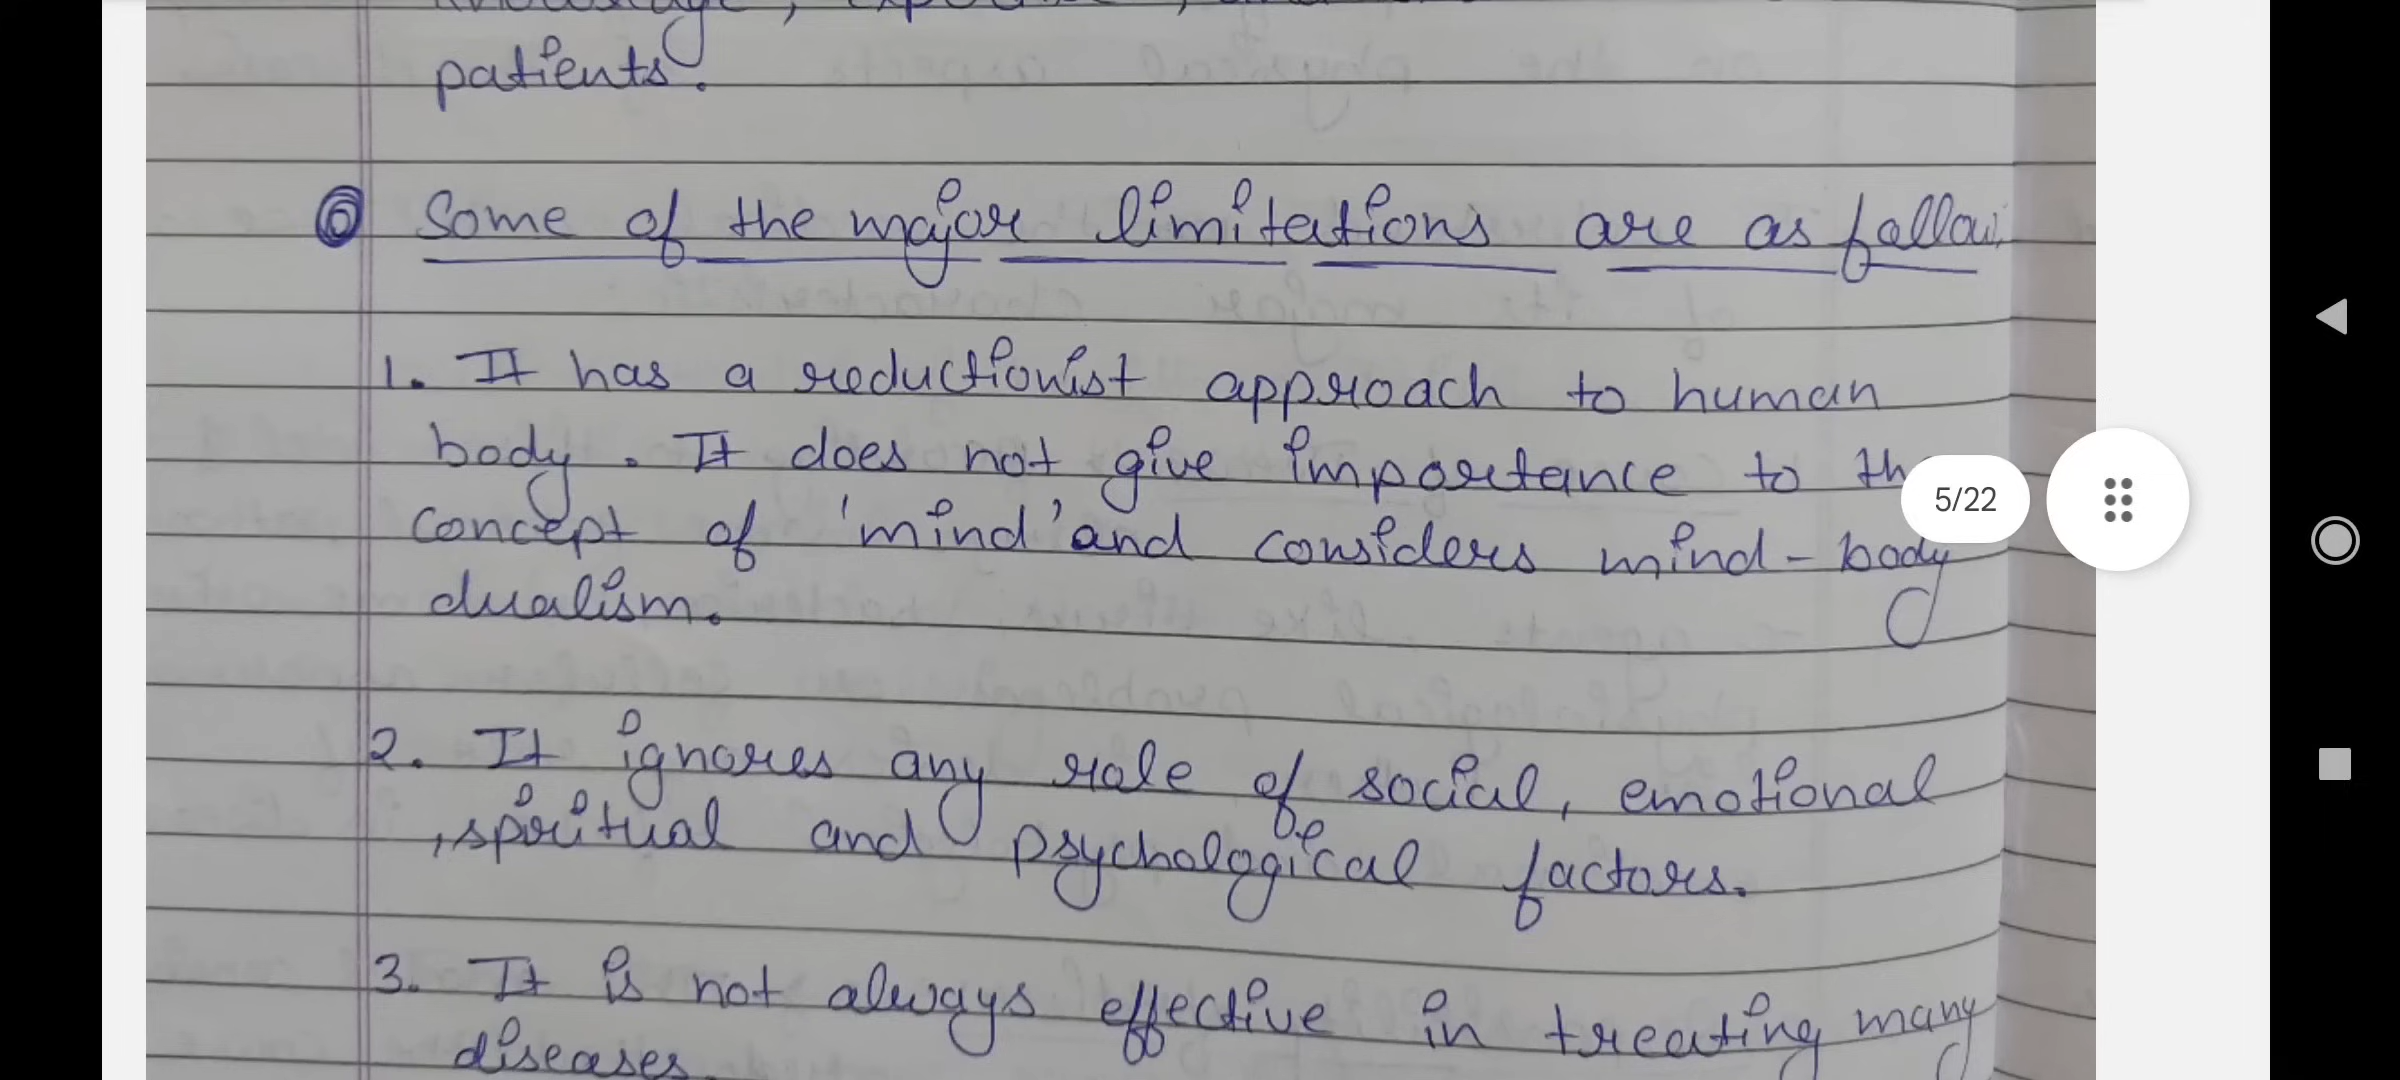 patients.
Some of the major limitations are as
1. It has a reductionist approach to human
body. It does not give importance to
concept of 'mind' and considers mind-body
dualism.
5/22
2. It ignores any role of social, emotional
, spiritual and psychological factors.
3. It is not always effective in treating many
diseases.